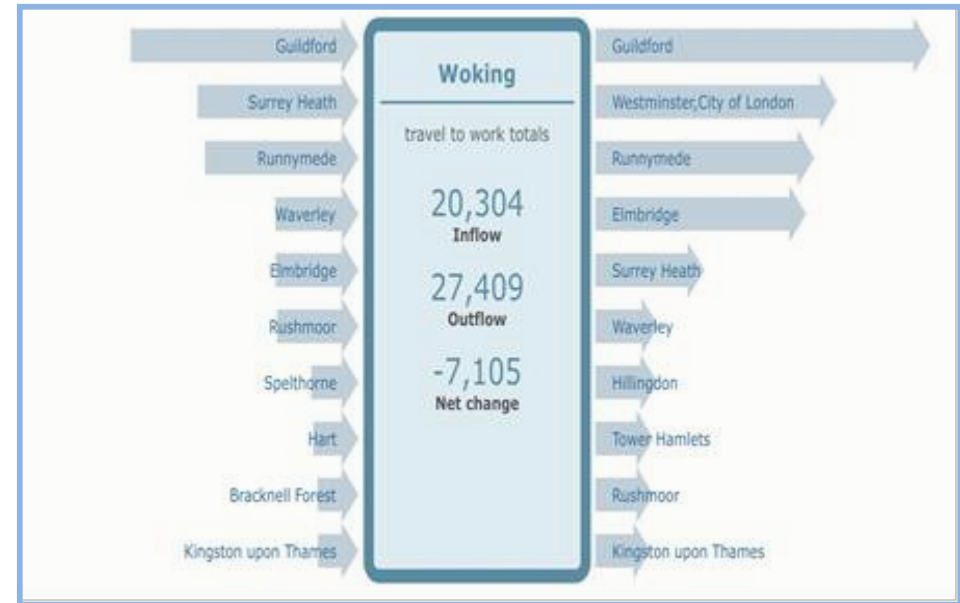 Guildford
Surrey Heath
Runnymede
Waverley
Elmbridge
Rushmoor
Spelthorne
Hart
Bracknell Forest
Kingston upon Thames
Woking
travel to work totals
20,304
Inflow
27,409
Outflow
-7,105
Net change
Guildford
Westminster,City of London
Runnymede
Elmbridge
Surrey Heath
Waverley
Hillingdon
Tower Hamlets
Rushmoor
Kingston upon Thames